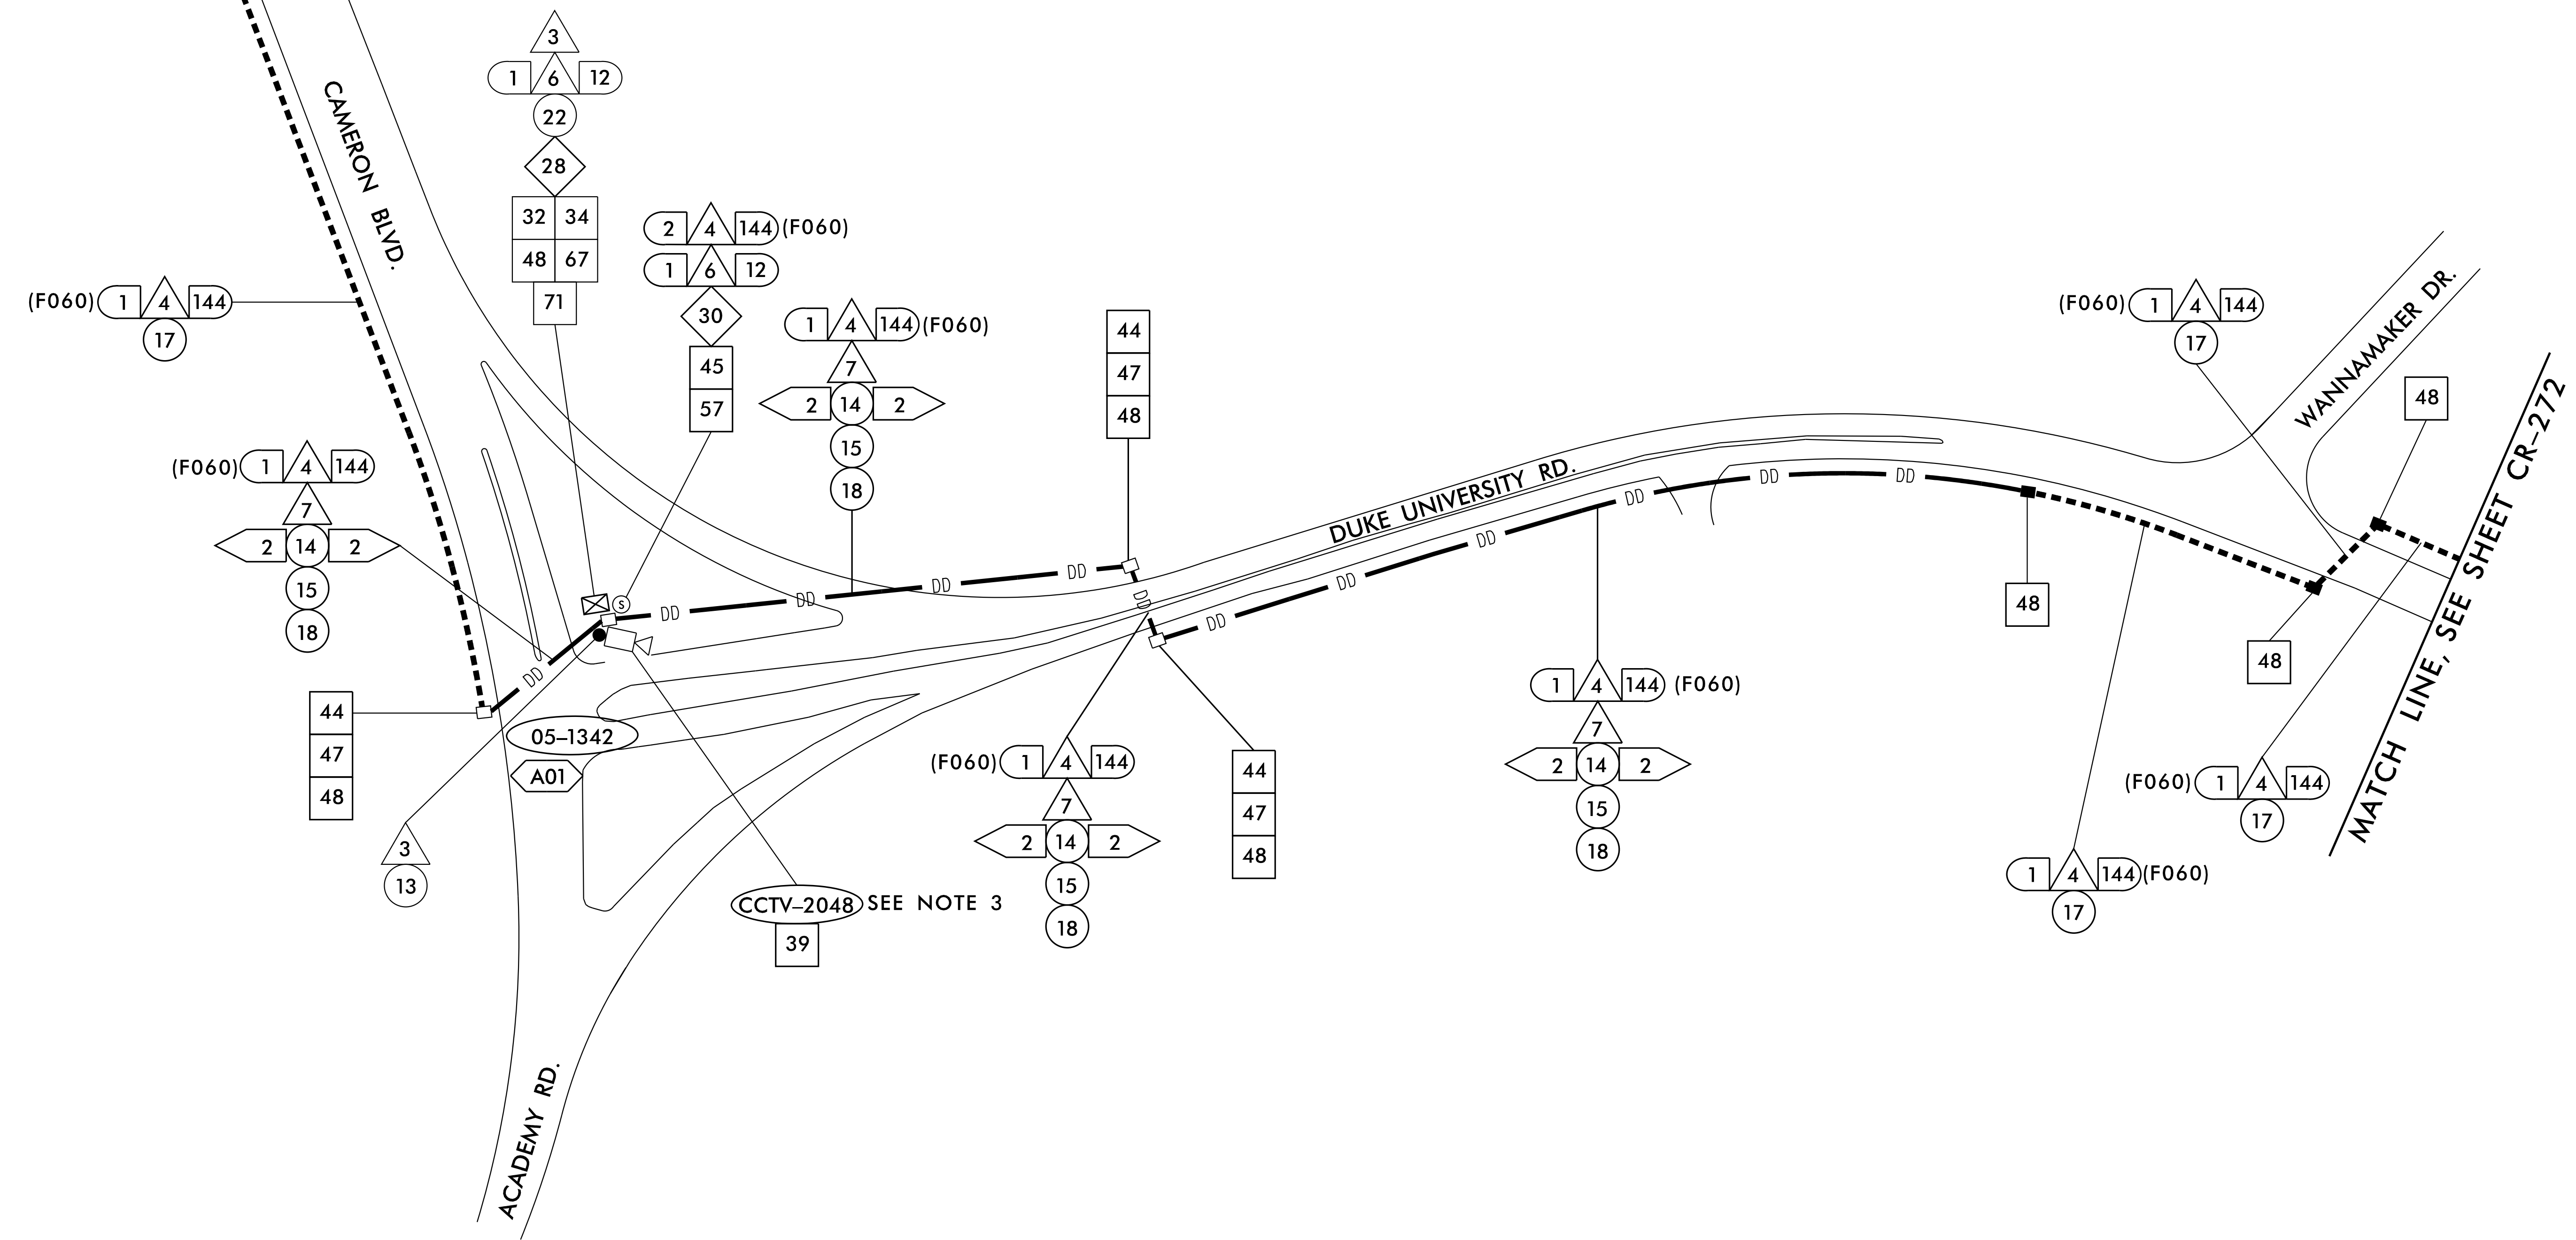 3
1 6 12
22
28
32 34
48 67
71
CAMERON BLVD.
2 4 144 (F060)
1 6 12
30
45
57
(F060) 1 4 144
17
1 4 144 (F060)
7
2 14 2
15
18
44
47
48
(F060) 1 4 144
17
WANNAMAKER DR.
48
(F060) 1 4 144
7
2 14 2
15
18
DUKE UNIVERSITY RD.
DD
DD
DD
DD
DD
DD
DD
DD
DD
DD
DD
DD
S
DD
44
47
48
48
48
MATCH LINE, SEE SHEET CR-272
05-1342
A01
3
13
CCTV-2048 SEE NOTE 3
39
(F060) 1 4 144
7
2 14 2
15
18
44
47
48
1 4 144 (F060)
7
2 14 2
15
18
(F060) 1 4 144
17
1 4 144 (F060)
17
ACADEMY RD.